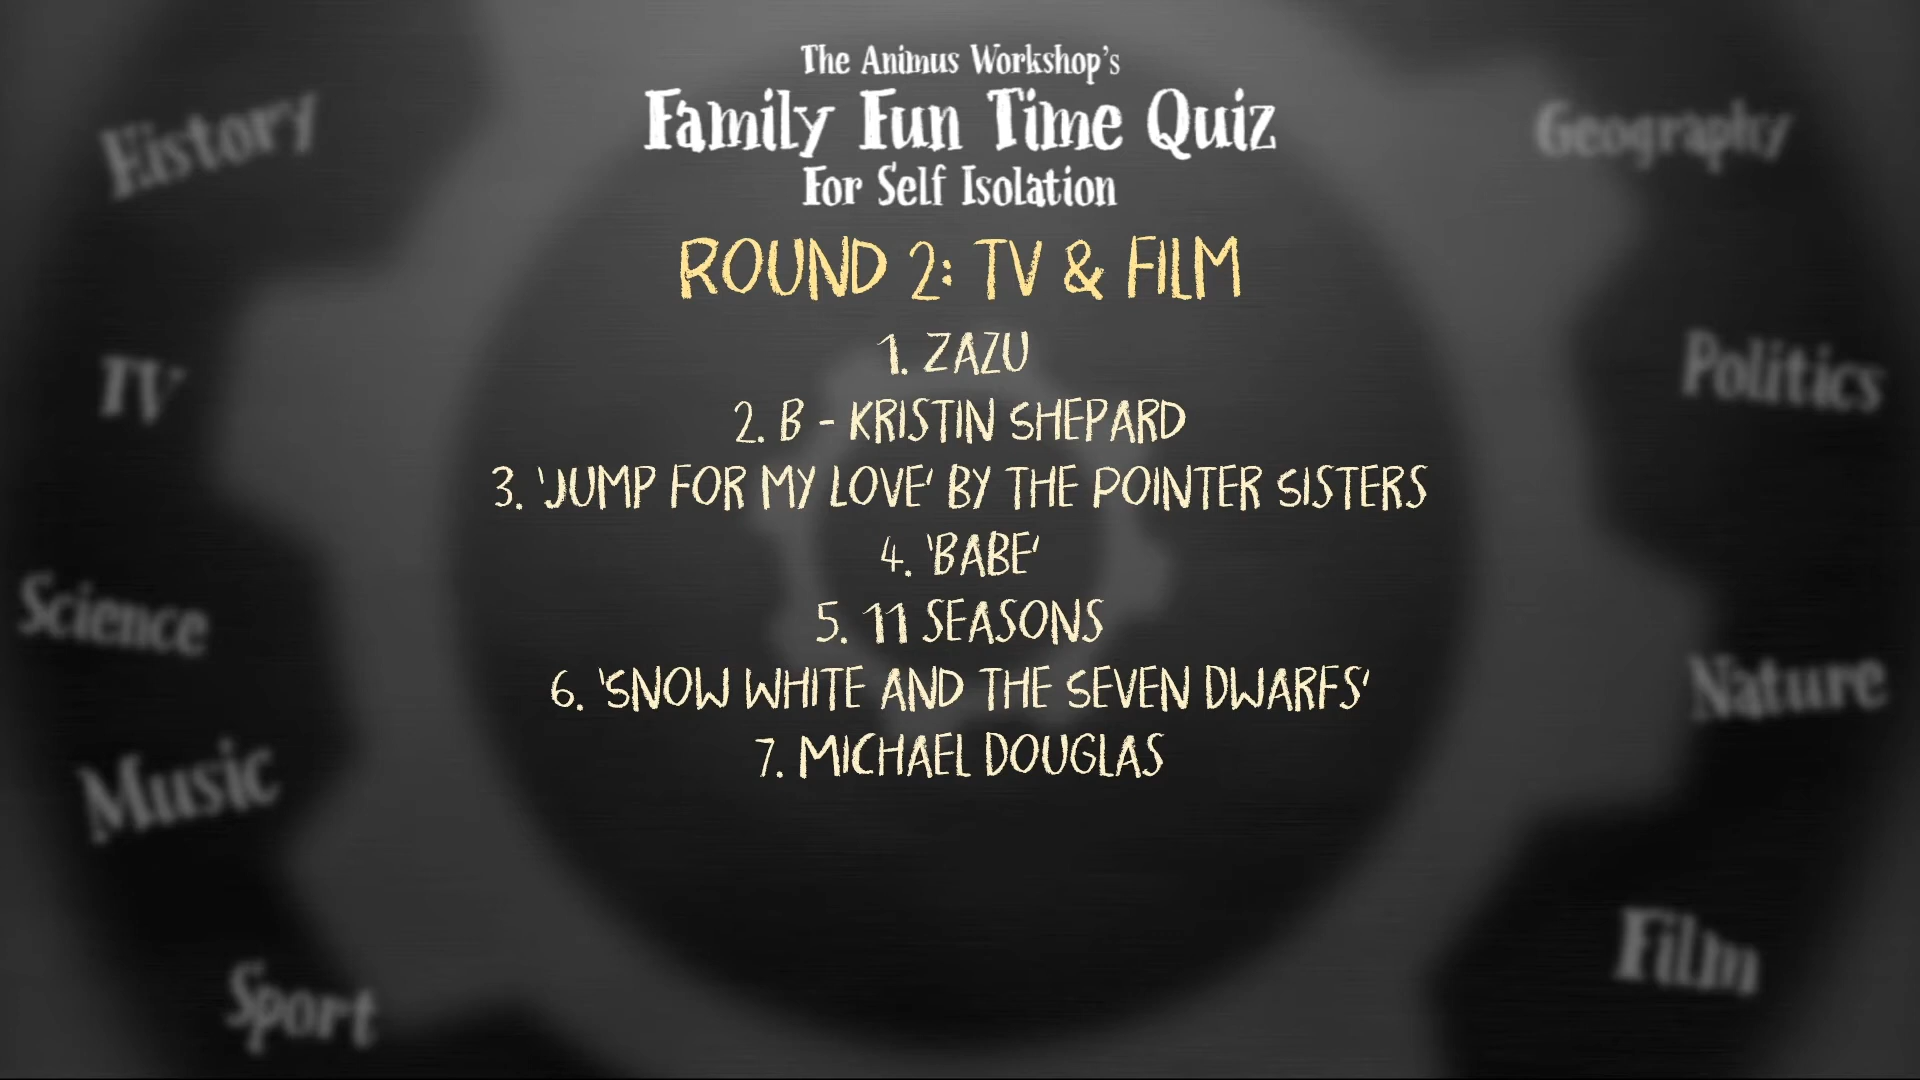 The Animus Workshop's
Family Fun Time Quiz
For Self Isolation
ROUND 2: TV & FILM
1. ZAZU
2. B - KRISTIN SHEPARD
3. 'JUMP FOR MY LOVE' BY THE POINTER SISTERS
4. 'BABE'
5. 11 SEASONS
6. 'SNOW WHITE AND THE SEVEN DWARFS'
7. MICHAEL DOUGLAS
History
TV
Science
Music
Sport
Geography
Politics
Nature
Film